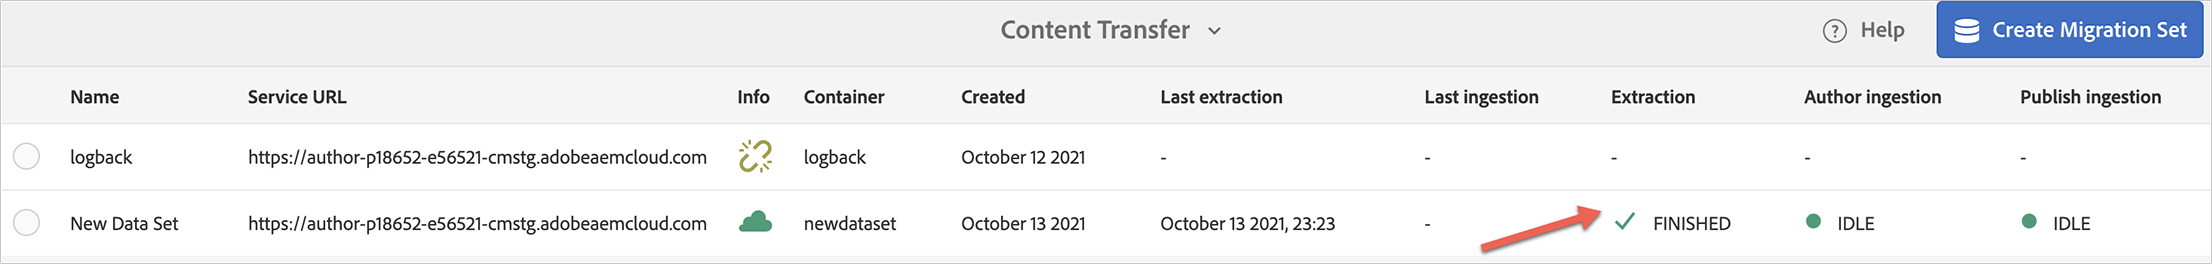 Content Transfer
? Help
Create Migration Set
Name Service URL Info Container Created Last extraction Last ingestion Extraction Author ingestion Publish ingestion
logback https://author-p18652-e56521-cmstg.adobeaemcloud.com logback October 12 2021 - - - - -
New Data Set https://author-p18652-e56521-cmstg.adobeaemcloud.com newdataset October 13 2021 October 13 2021, 23:23 - FINISHED IDLE IDLE